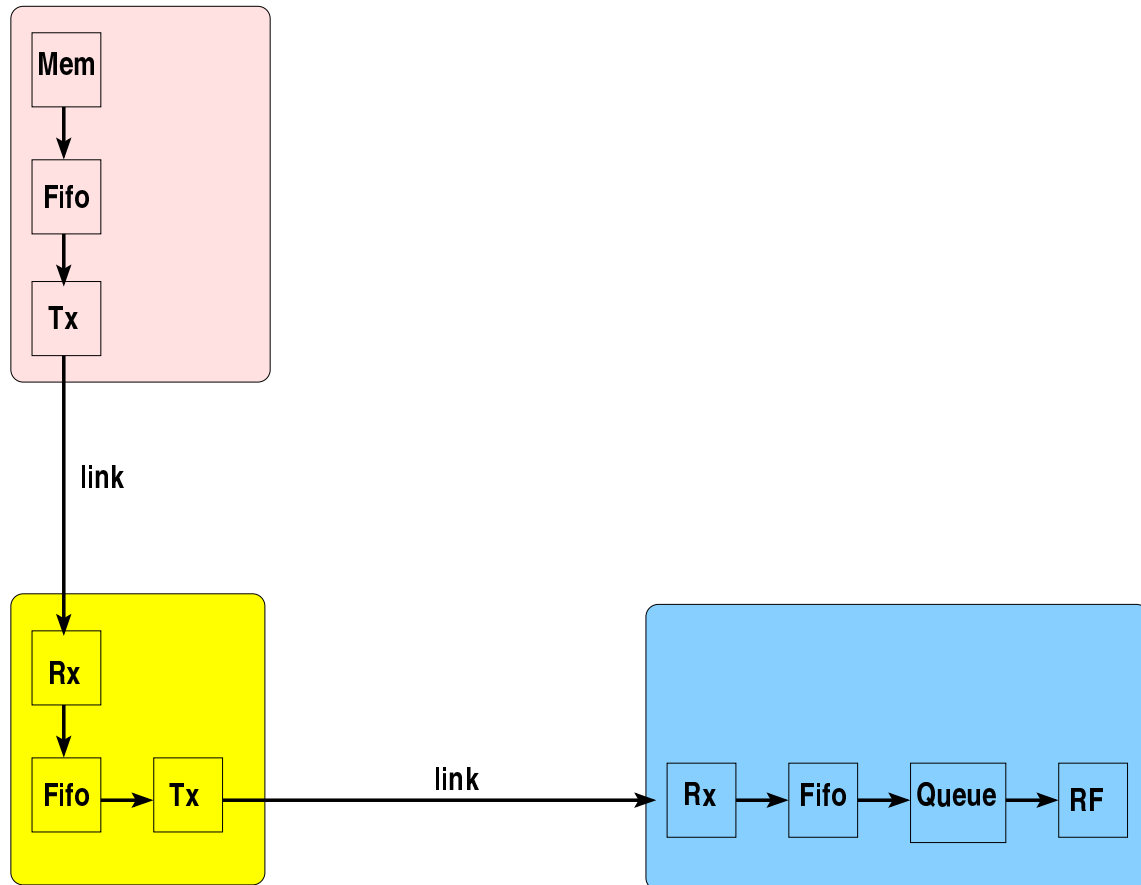 Mem
Fifo
Tx
link
Rx
Fifo
Tx
link
Rx
Fifo
Queue
RF